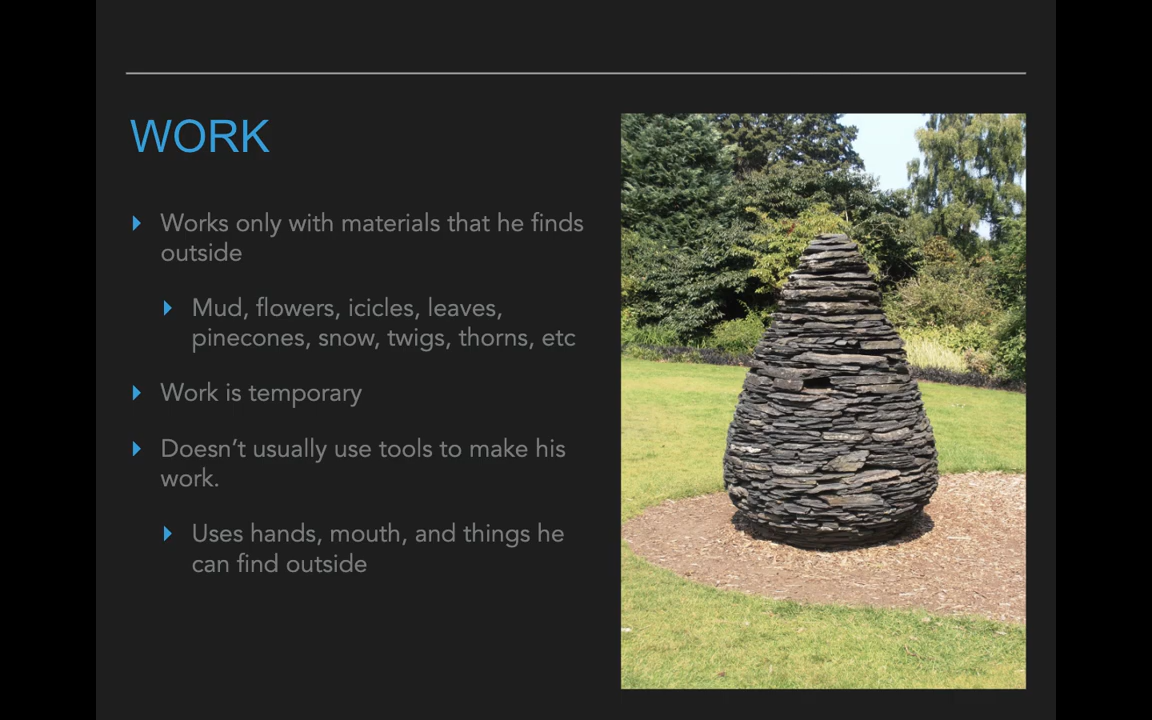 WORK
Works only with materials that he finds
outside
Mud, flowers, icicles, leaves,
pinecones, snow, twigs, thorns, etc
Work is temporary
Doesn’t usually use tools to make his
work.
Uses hands, mouth, and things he
can find outside